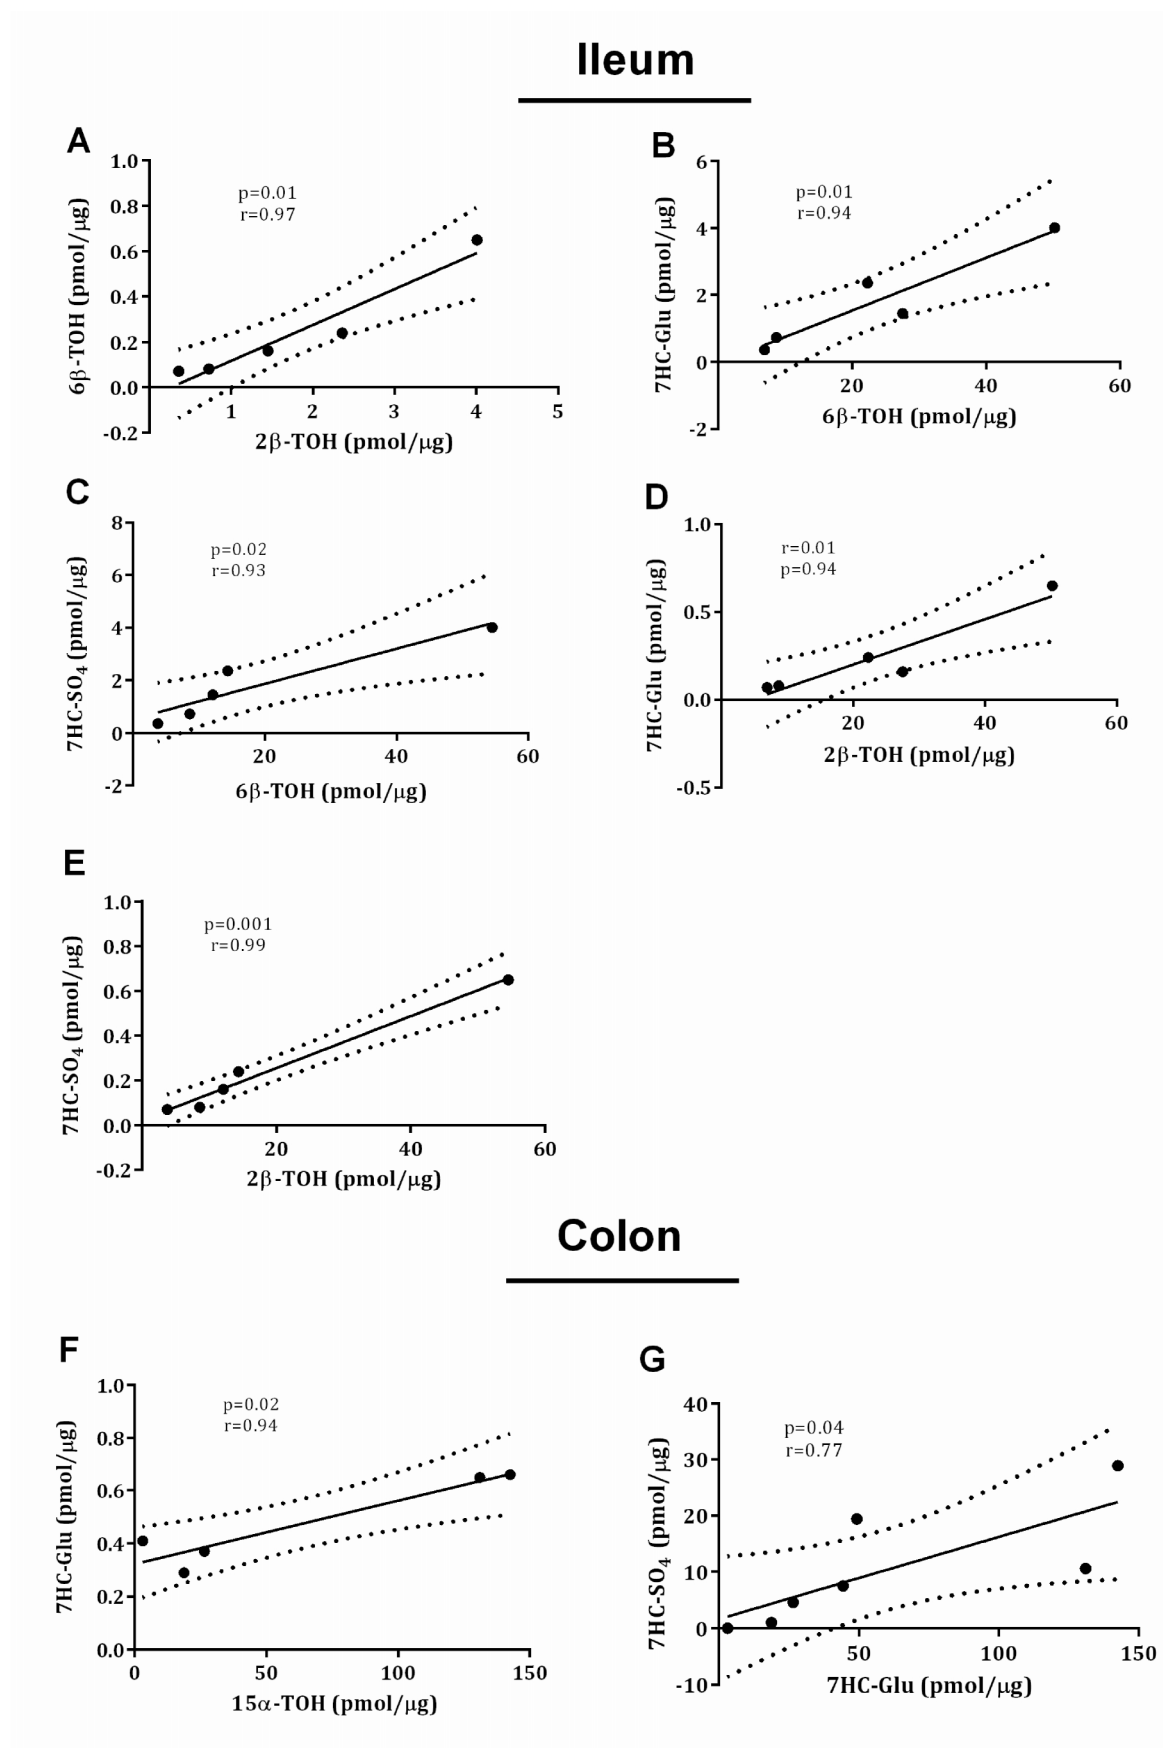 Ileum
A
1.0
0.8
0.6
0.4
0.2
0.0
-0.2
6β-TOH (pmol/μg)
p=0.01
r=0.97
1 2 3 4 5
2β-TOH (pmol/μg)
B
6
4
2
0
-2
7HC-Glu (pmol/μg)
p=0.01
r=0.94
20 40 60
6β-TOH (pmol/μg)
C
8
6
4
2
0
-2
7HC-SO₄ (pmol/μg)
p=0.02
r=0.93
20 40 60
6β-TOH (pmol/μg)
D
1.0
0.5
0.0
-0.5
7HC-Glu (pmol/μg)
r=0.01
p=0.94
20 40 60
2β-TOH (pmol/μg)
E
1.0
0.8
0.6
0.4
0.2
0.0
-0.2
7HC-SO₄ (pmol/μg)
p=0.001
r=0.99
20 40 60
2β-TOH (pmol/μg)
Colon
F
1.0
0.8
0.6
0.4
0.2
0.0
7HC-Glu (pmol/μg)
p=0.02
r=0.94
0 50 100 150
15α-TOH (pmol/μg)
G
40
30
20
10
0
-10
7HC-SO₄ (pmol/μg)
p=0.04
r=0.77
50 100 150
7HC-Glu (pmol/μg)